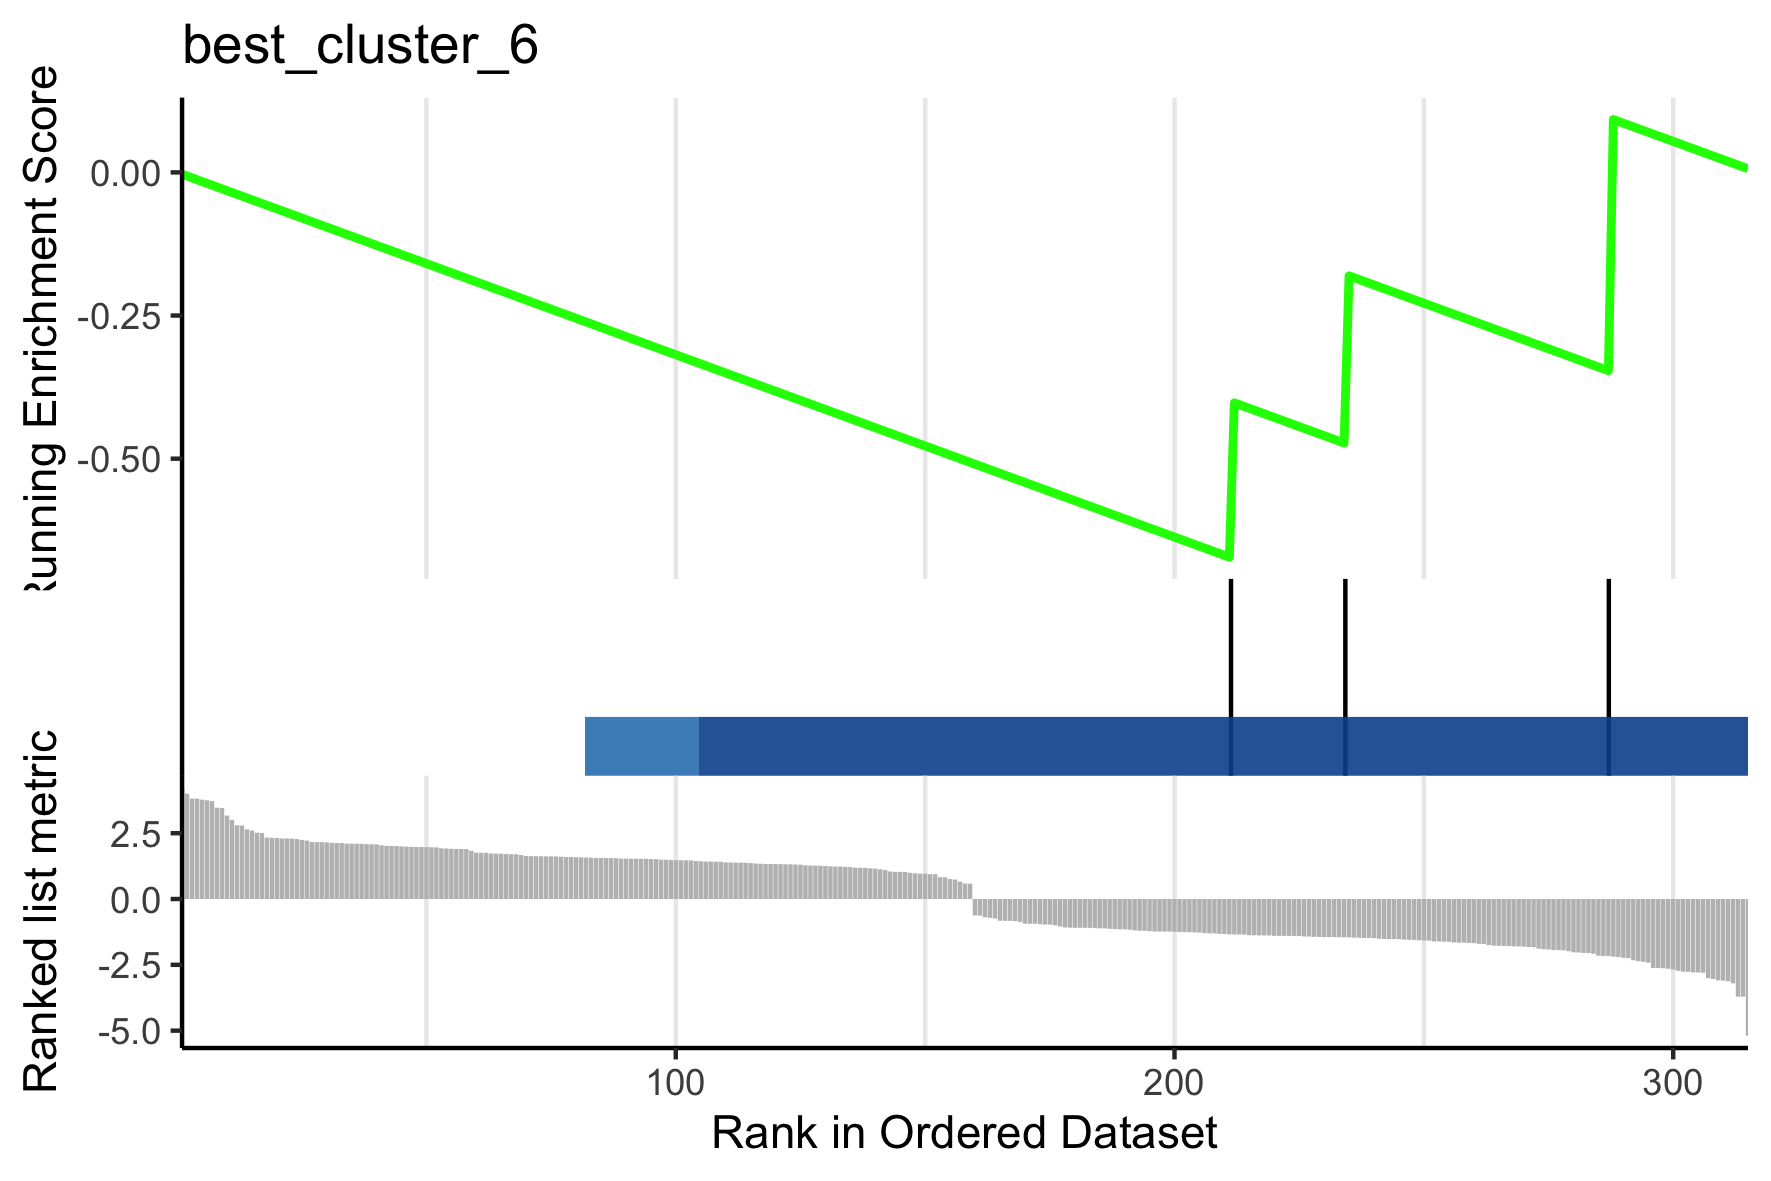 best_cluster_6
Running Enrichment Score
0.00
-0.25
-0.50
Ranked list metric
2.5
0.0
-2.5
-5.0
100
200
300
Rank in Ordered Dataset